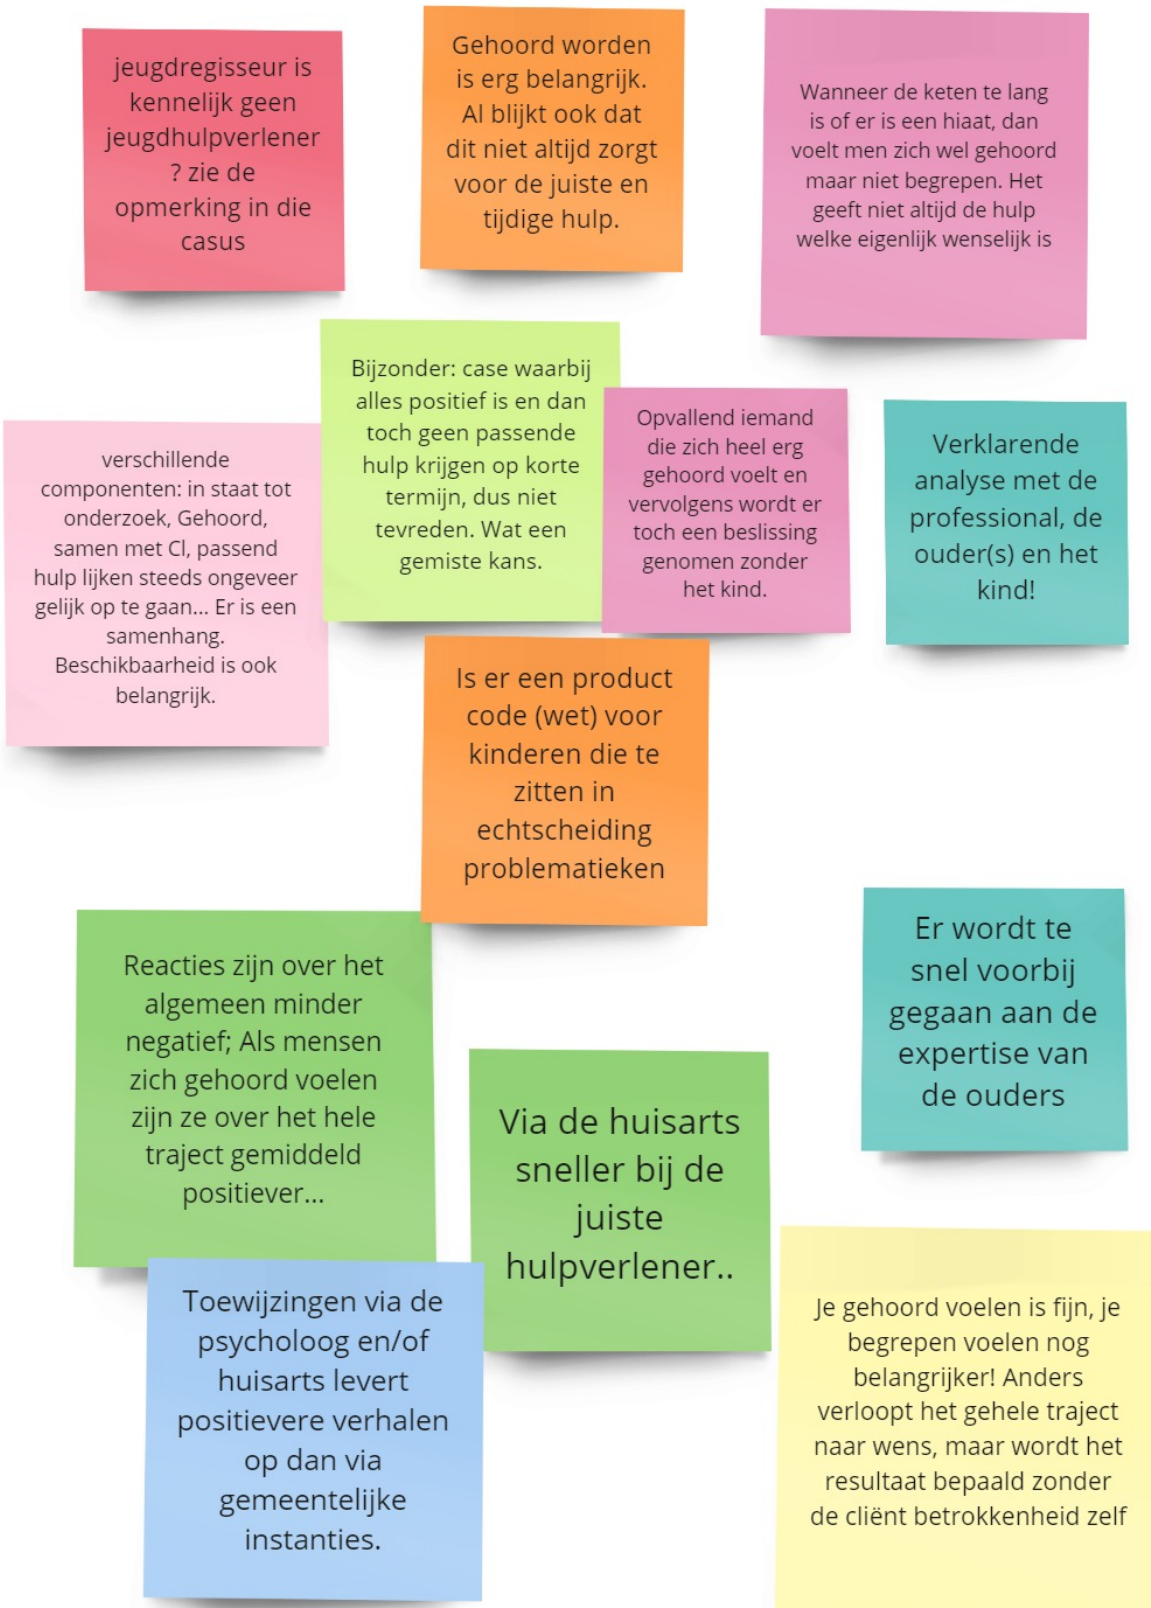 jeugdregisseur is
kennelijk geen
jeugdhulpverlener
? zie de
opmerking in die
casus
Gehoord worden
is erg belangrijk.
Al blijkt ook dat
dit niet altijd zorgt
voor de juiste en
tijdige hulp.
Wanneer de keten te lang
is of er is een hiaat, dan
voelt men zich wel gehoord
maar niet begrepen. Het
geeft niet altijd de hulp
welke eigenlijk wenselijk is
verschillende
componenten: in staat tot
onderzoek, Gehoord,
samen met Cl, passend
hulp lijken steeds ongeveer
gelijk op te gaan... Er is een
samenhang.
Beschikbaarheid is ook
belangrijk.
Bijzonder: case waarbij
alles positief is en dan
toch geen passende
hulp krijgen op korte
termijn, dus niet
tevreden. Wat een
gemiste kans.
Opvallend iemand
die zich heel erg
gehoord voelt en
vervolgens wordt er
toch een beslissing
genomen zonder
het kind.
Verklarende
analyse met de
professional, de
ouder(s) en het
kind!
Is er een product
code (wet) voor
kinderen die te
zitten in
echtscheiding
problematieken
Reacties zijn over het
algemeen minder
negatief; Als mensen
zich gehoord voelen
zijn ze over het hele
traject gemiddeld
positiever...
Via de huisarts
sneller bij de
juiste
hulpverlener..
Er wordt te
snel voorbij
gegaan aan de
expertise van
de ouders
Toewijzingen via de
psycholoog en/of
huisarts levert
positievere verhalen
op dan via
gemeentelijke
instanties.
Je gehoord voelen is fijn, je
begrepen voelen nog
belangrijker! Anders
verloopt het gehele traject
naar wens, maar wordt het
resultaat bepaald zonder
de cliënt betrokkenheid zelf